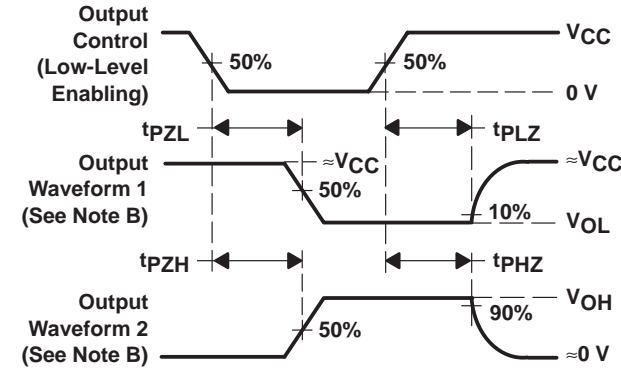 Output
Control
(Low-Level
Enabling)
50%
50%
VCC
0 V
tPZL
tPLZ
Output
Waveform 1
(See Note B)
≈VCC
50%
≈VCC
10%
VOL
tPZH
tPHZ
Output
Waveform 2
(See Note B)
50%
VOH
90%
≈0 V